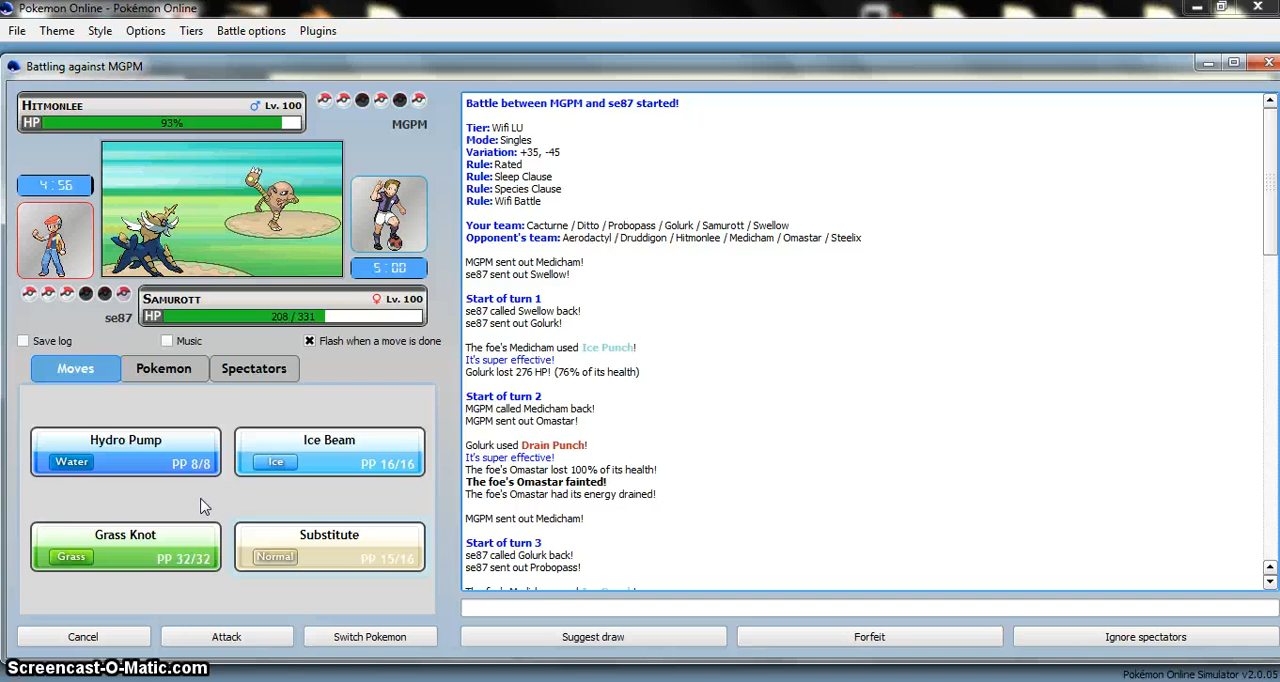 Pokemon Online - Pokémon Online
File Theme Style Options Tiers Battle options Plugins
Battling against MGPM
HITMONLEE ♂ Lv. 100
HP 93%
MGPM
4:56
5:00
SAMUROTT ♀ Lv. 100
se87
HP 208 / 331
Save log Music Flash when a move is done
Moves Pokemon Spectators
Hydro Pump
Water PP 8/8
Ice Beam
Ice PP 16/16
Grass Knot
Grass PP 32/32
Substitute
Normal PP 15/16
Cancel Attack Switch Pokemon
Battle between MGPM and se87 started!
Tier: Wifi LU
Mode: Singles
Variation: +35, -45
Rule: Rated
Rule: Sleep Clause
Rule: Species Clause
Rule: Wifi Battle
Your team: Cacturne / Ditto / Probopass / Golurk / Samurott / Swellow
Opponent's team: Aerodactyl / Druddigon / Hitmonlee / Medicham / Omastar / Steelix
MGPM sent out Medicham!
se87 sent out Swellow!
Start of turn 1
se87 called Swellow back!
se87 sent out Golurk!
The foe's Medicham used Ice Punch!
It's super effective!
Golurk lost 276 HP! (76% of its health)
Start of turn 2
MGPM called Medicham back!
MGPM sent out Omastar!
Golurk used Drain Punch!
It's super effective!
The foe's Omastar lost 100% of its health!
The foe's Omastar fainted!
The foe's Omastar had its energy drained!
MGPM sent out Medicham!
Start of turn 3
se87 called Golurk back!
se87 sent out Probopass!
Suggest draw Forfeit Ignore spectators
Screencast-O-Matic.com
Pokémon Online Simulator v2.0.05